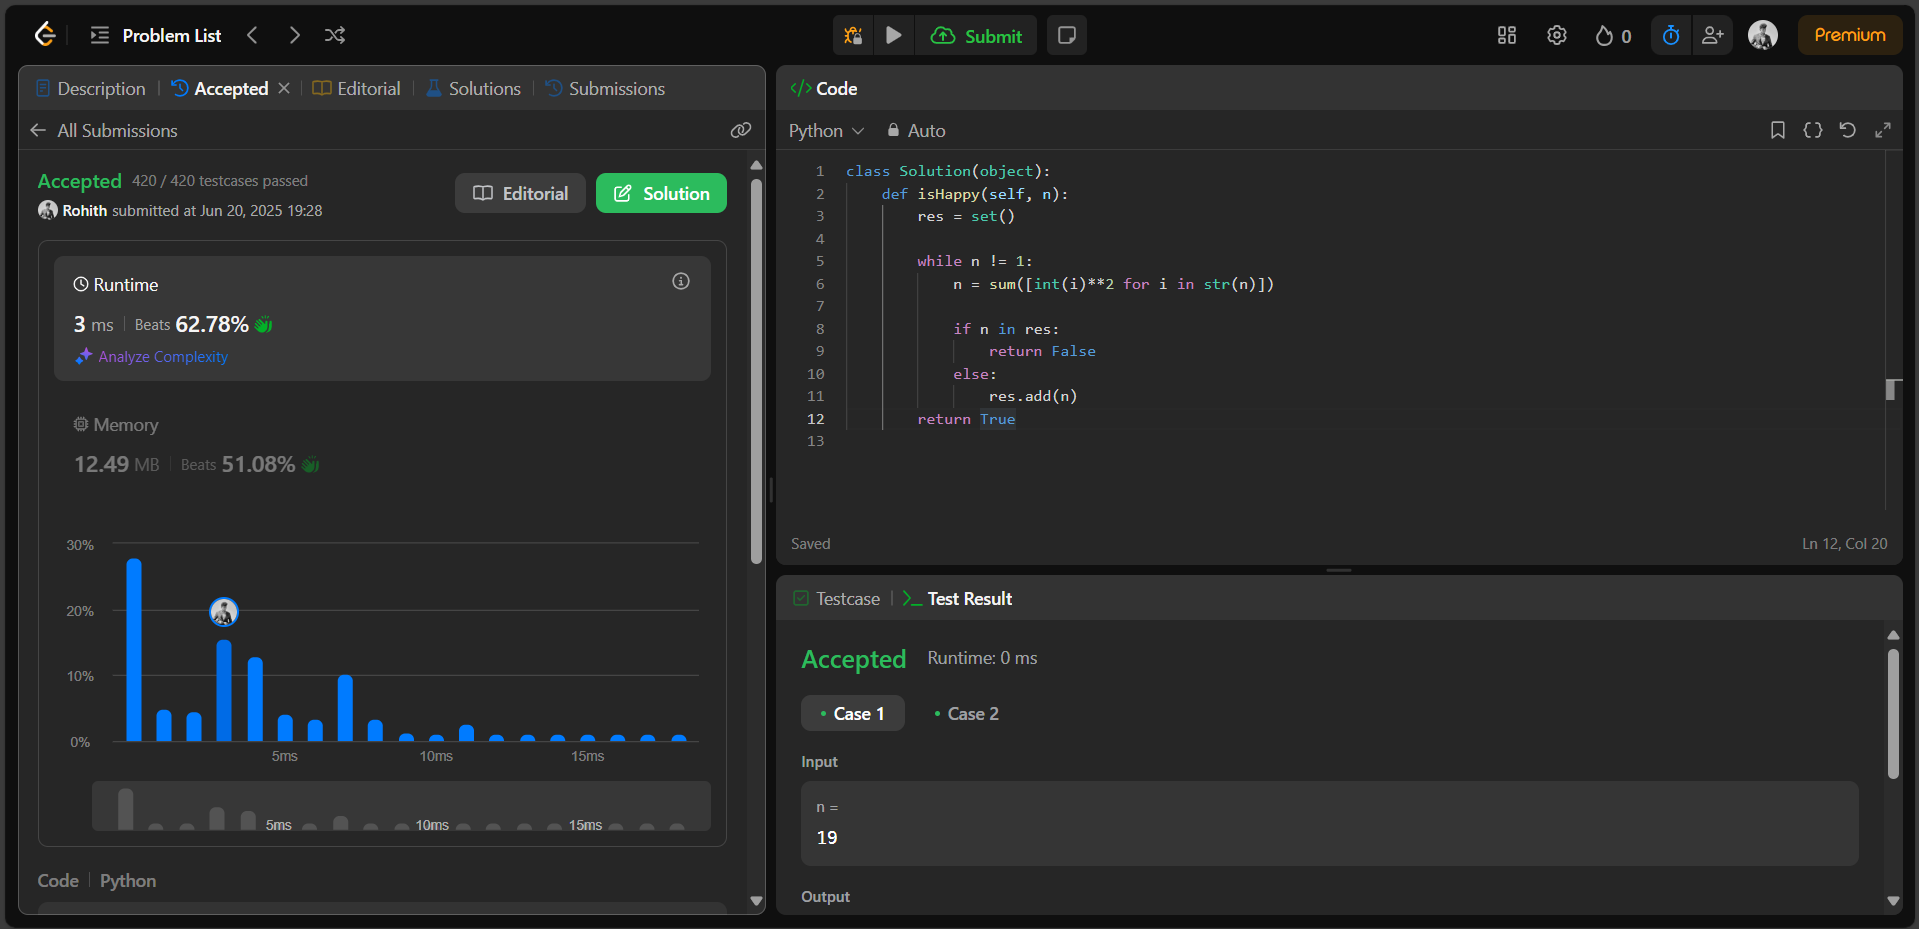 Problem List
Submit
0
Premium
Description
Accepted
Editorial
Solutions
Submissions
All Submissions
Accepted 420 / 420 testcases passed
Rohith submitted at Jun 20, 2025 19:28
Editorial
Solution
Runtime
3 ms Beats 62.78%
Analyze Complexity
Memory
12.49 MB Beats 51.08%
30%
20%
10%
0%
5ms 10ms 15ms
5ms 10ms 15ms
Code Python
</> Code
Python Auto
1 class Solution(object):
2 def isHappy(self, n):
3 res = set()
4
5 while n != 1:
6 n = sum([int(i)**2 for i in str(n)])
7
8 if n in res:
9 return False
10 else:
11 res.add(n)
12 return True
13
Saved
Ln 12, Col 20
Testcase
>_ Test Result
Accepted Runtime: 0 ms
• Case 1 • Case 2
Input
n =
19
Output